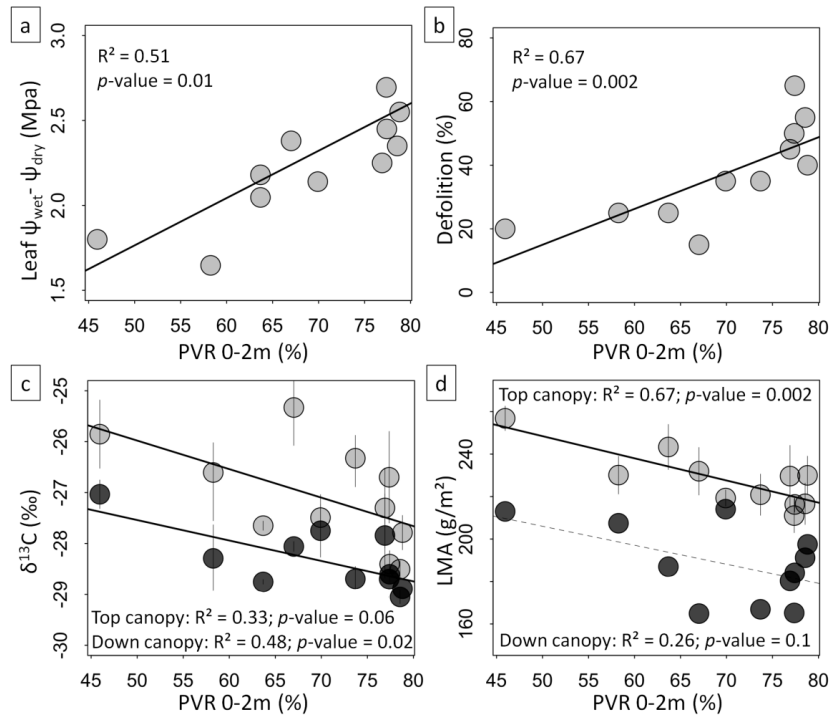 a
R² = 0.51
p-value = 0.01
Leaf ψwet- ψdry (Mpa)
3.0
2.5
2.0
1.5
45 50 55 60 65 70 75 80
PVR 0-2m (%)
b
R² = 0.67
p-value = 0.002
Defolition (%)
80
60
40
20
0
45 50 55 60 65 70 75 80
PVR 0-2m (%)
c
δ¹³C (‰)
-25
-26
-27
-28
-29
-30
Top canopy: R² = 0.33; p-value = 0.06
Down canopy: R² = 0.48; p-value = 0.02
45 50 55 60 65 70 75 80
PVR 0-2m (%)
d
Top canopy: R² = 0.67; p-value = 0.002
LMA (g/m²)
240
200
160
Down canopy: R² = 0.26; p-value = 0.1
45 50 55 60 65 70 75 80
PVR 0-2m (%)